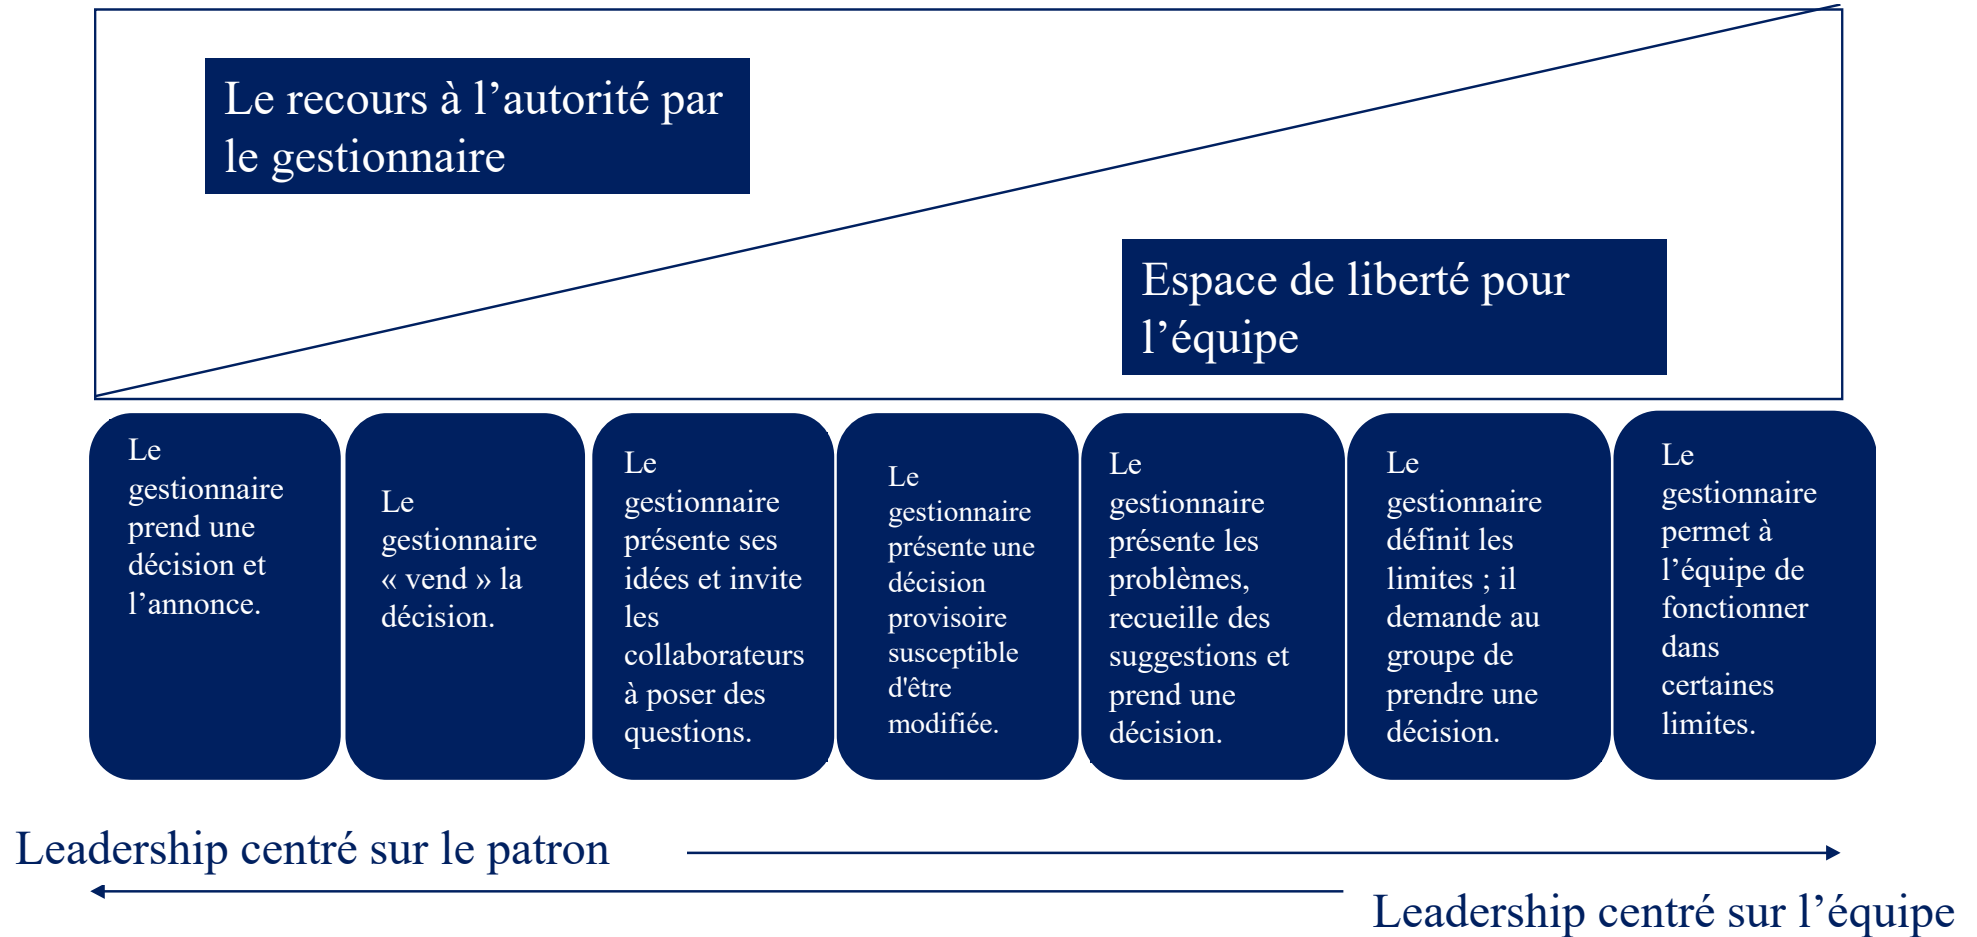 Le recours à l’autorité par
le gestionnaire
Espace de liberté pour
l’équipe
Le
gestionnaire
prend une
décision et
l’annonce.
Le
gestionnaire
« vend » la
décision.
Le
gestionnaire
présente ses
idées et invite
les
collaborateurs
à poser des
questions.
Le
gestionnaire
présente une
décision
provisoire
susceptible
d'être
modifiée.
Le
gestionnaire
présente les
problèmes,
recueille des
suggestions et
prend une
décision.
Le
gestionnaire
définit les
limites ; il
demande au
groupe de
prendre une
décision.
Le
gestionnaire
permet à
l’équipe de
fonctionner
dans
certaines
limites.
Leadership centré sur le patron
Leadership centré sur l’équipe